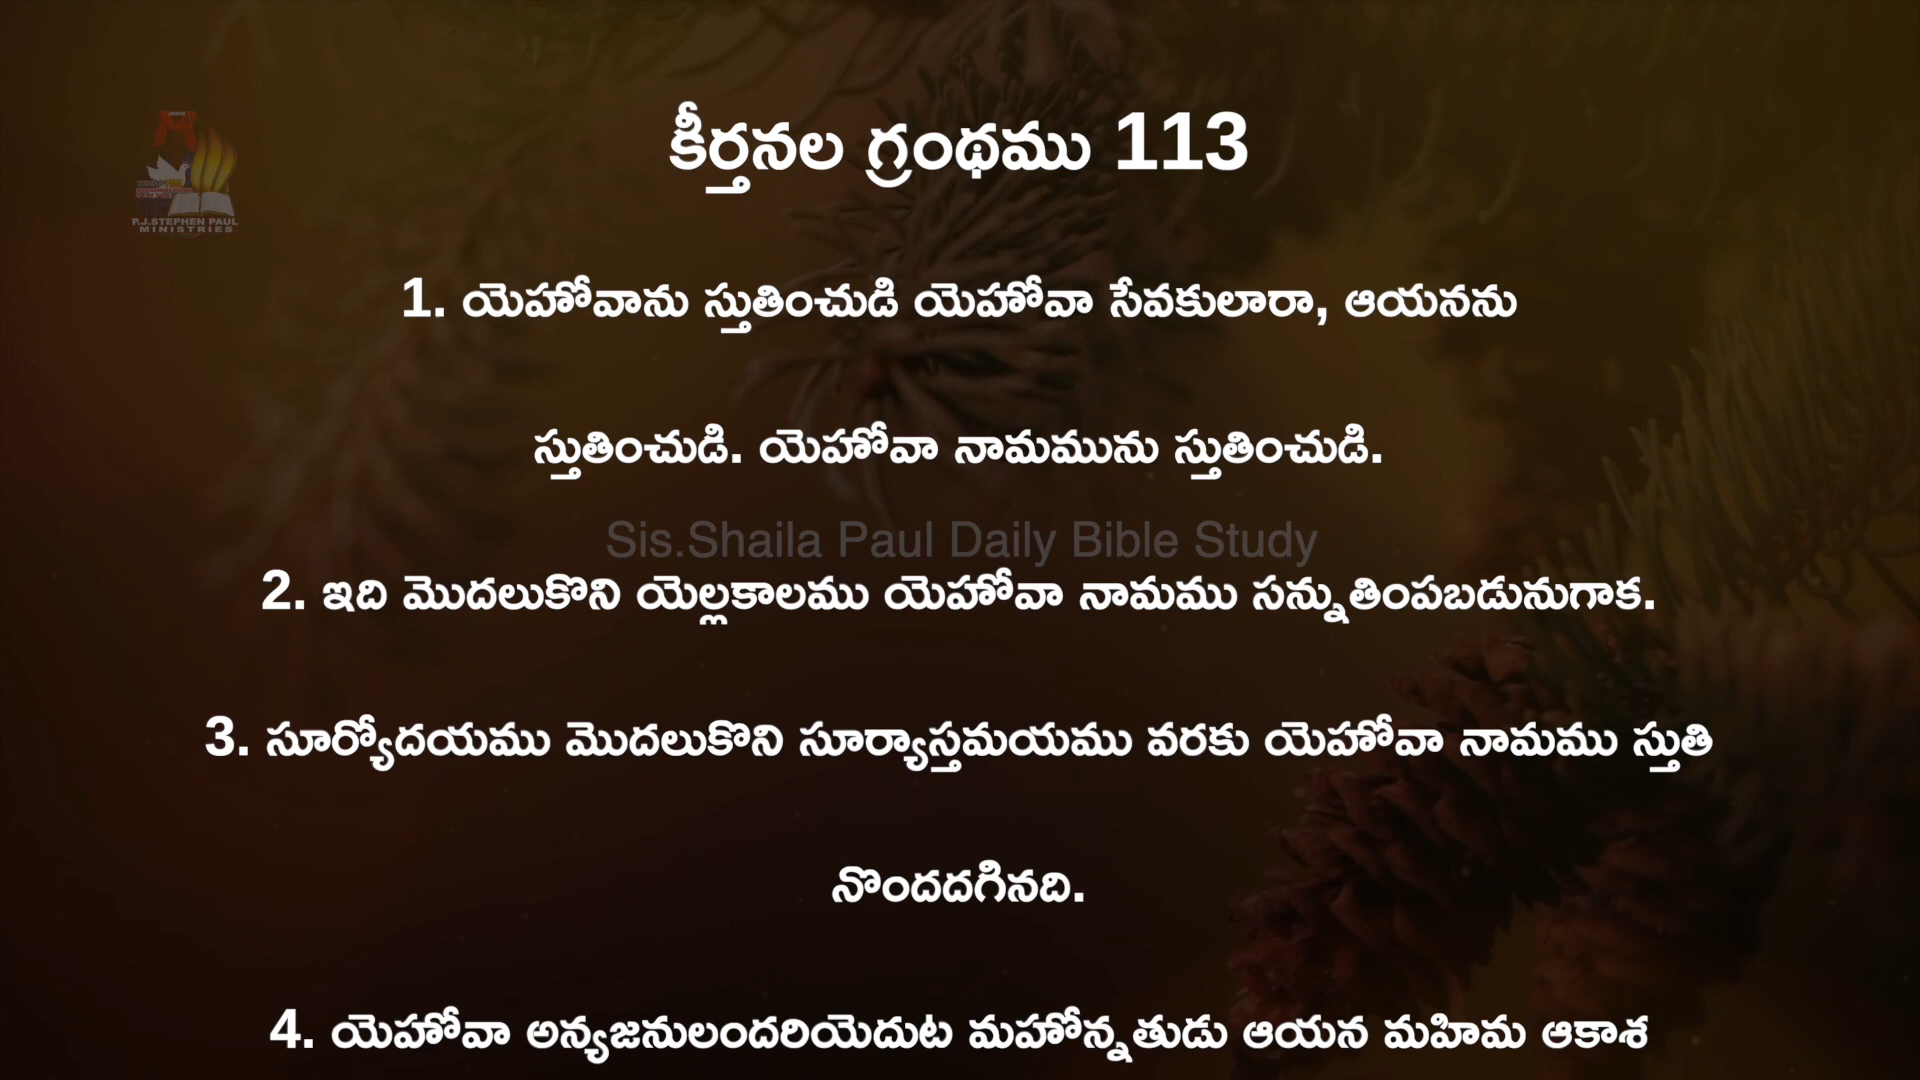 JESUS
P.J.STEPHEN PAUL
MINISTRIES
కీర్తనల గ్రంథము 113
1. యెహోవాను స్తుతించుడి యెహోవా సేవకులారా, ఆయనను
స్తుతించుడి. యెహోవా నామమును స్తుతించుడి.
Sis.Shaila Paul Daily Bible Study
2. ఇది మొదలుకొని యెల్లకాలము యెహోవా నామము సన్నుతింపబడునుగాక.
3. సూర్యోదయము మొదలుకొని సూర్యాస్తమయము వరకు యెహోవా నామము స్తుతి
నొందదగినది.
4. యెహోవా అన్యజనులందరియెదుట మహోన్నతుడు ఆయన మహిమ ఆకాశ